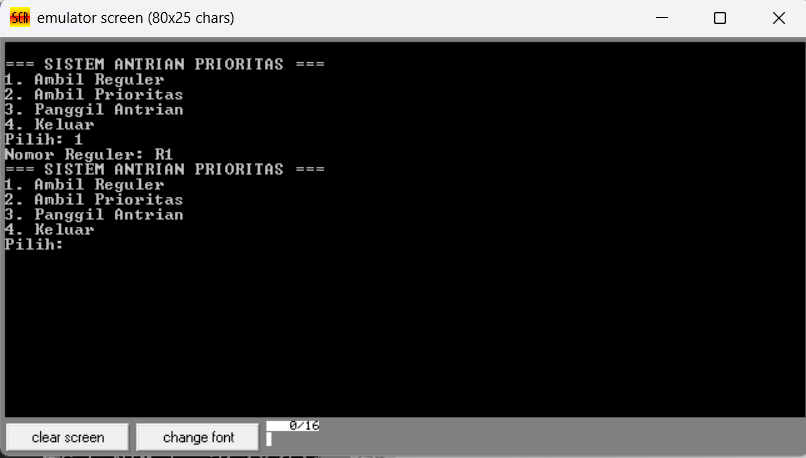 SCR emulator screen (80x25 chars)
=== SISTEM ANTRIAN PRIORITAS ===
1. Ambil Reguler
2. Ambil Prioritas
3. Panggil Antrian
4. Keluar
Pilih: 1
Nomor Reguler: R1
=== SISTEM ANTRIAN PRIORITAS ===
1. Ambil Reguler
2. Ambil Prioritas
3. Panggil Antrian
4. Keluar
Pilih:
clear screen change font 0/16